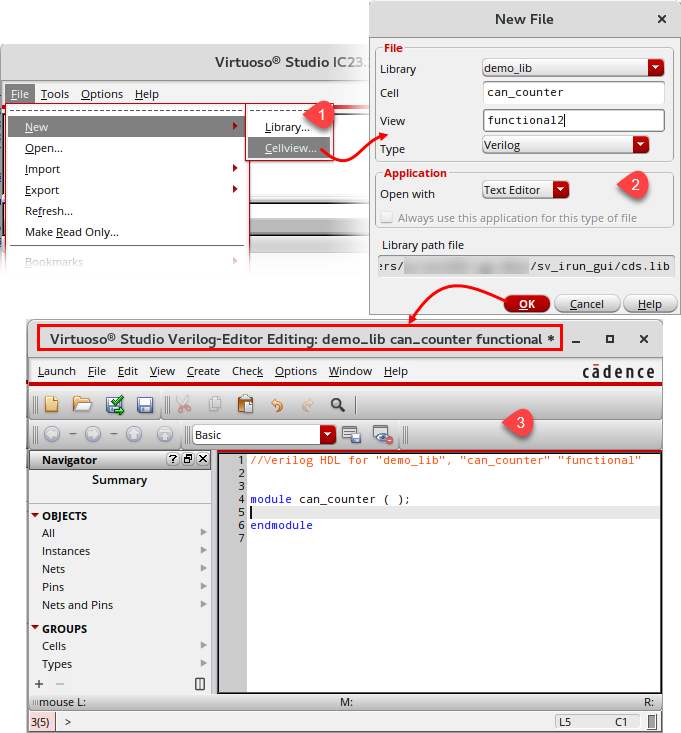 Virtuoso® Studio IC23.
File Tools Options Help
New
Open...
Import
Export
Refresh...
Make Read Only...
Bookmarks
1
Library...
Cellview...
New File
File
Library demo_lib
Cell can_counter
View functional2
Type Verilog
Application
Open with Text Editor
2
Always use this application for this type of file
Library path file
ers/ /sv_irun_gui/cds.lib
OK Cancel Help
Virtuoso® Studio Verilog-Editor Editing: demo_lib can_counter functional *
Launch File Edit View Create Check Options Window Help cādence
Basic
3
Navigator
Summary
OBJECTS
All
Instances
Nets
Pins
Nets and Pins
GROUPS
Cells
Types
1 //Verilog HDL for "demo_lib", "can_counter" "functional"
2
3
4 module can_counter ( );
5
6 endmodule
7
mouse L: M: R:
3(5) > L5 C1